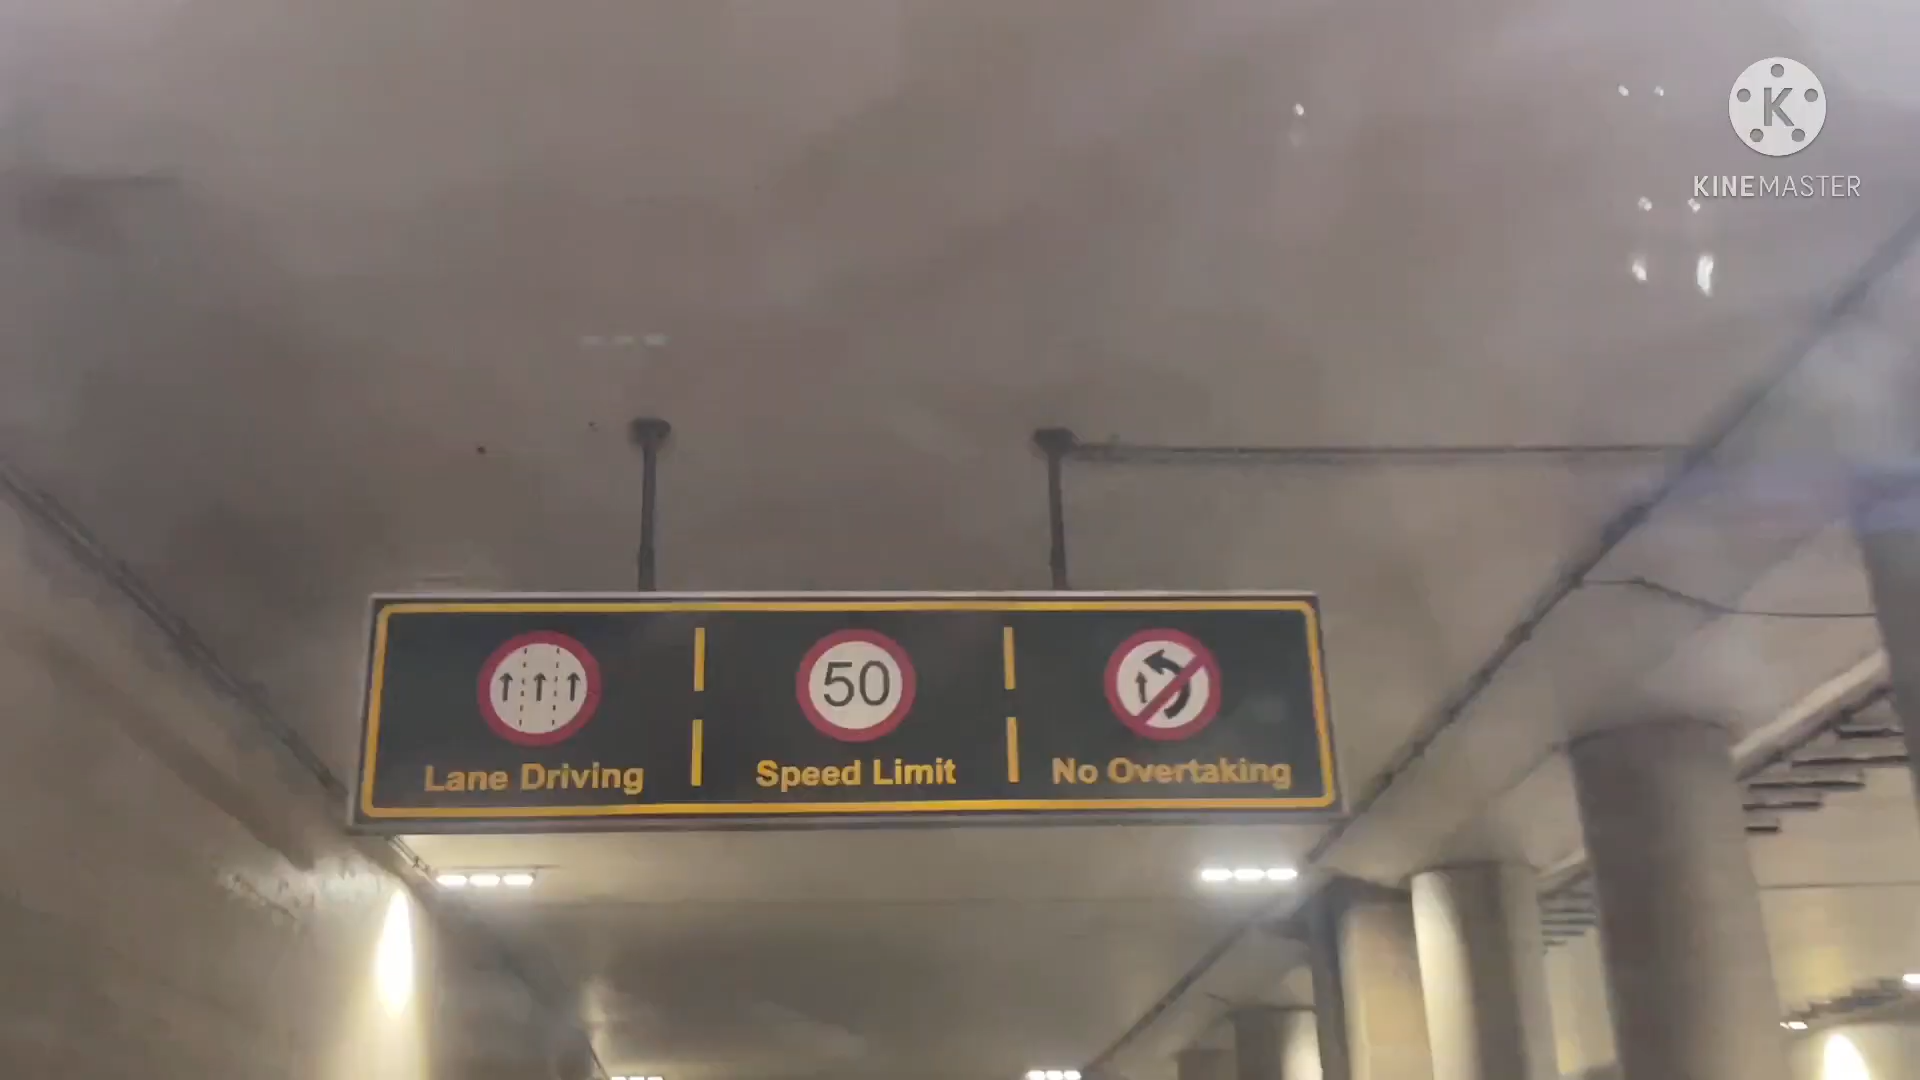 K
KINEMASTER
50
Lane Driving
Speed Limit
No Overtaking